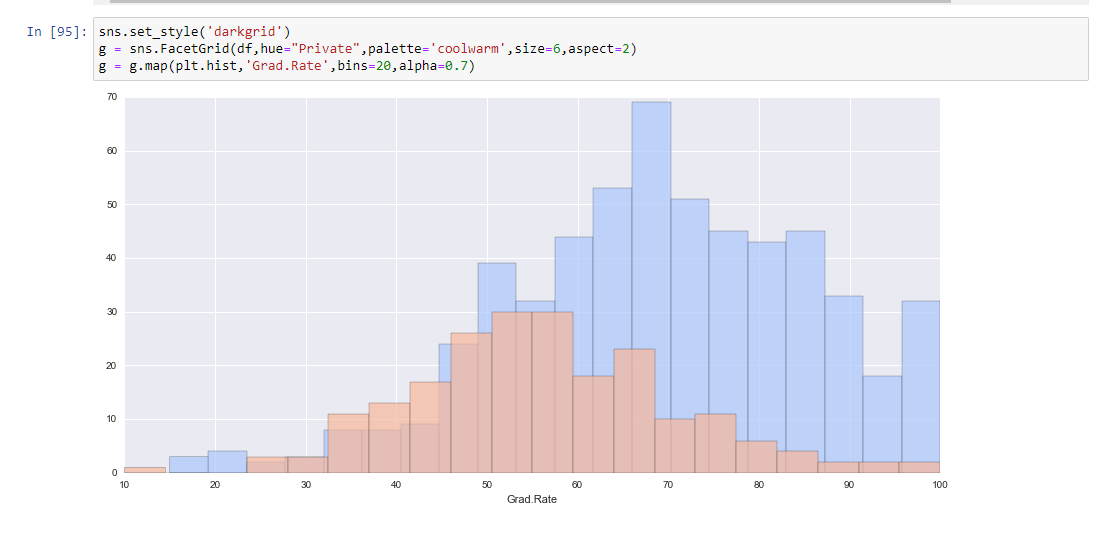 In [95]: sns.set_style('darkgrid')
g = sns.FacetGrid(df,hue="Private",palette='coolwarm',size=6,aspect=2)
g = g.map(plt.hist,'Grad.Rate',bins=20,alpha=0.7)
70
60
50
40
30
20
10
0
10 20 30 40 50 60 70 80 90 100
Grad.Rate